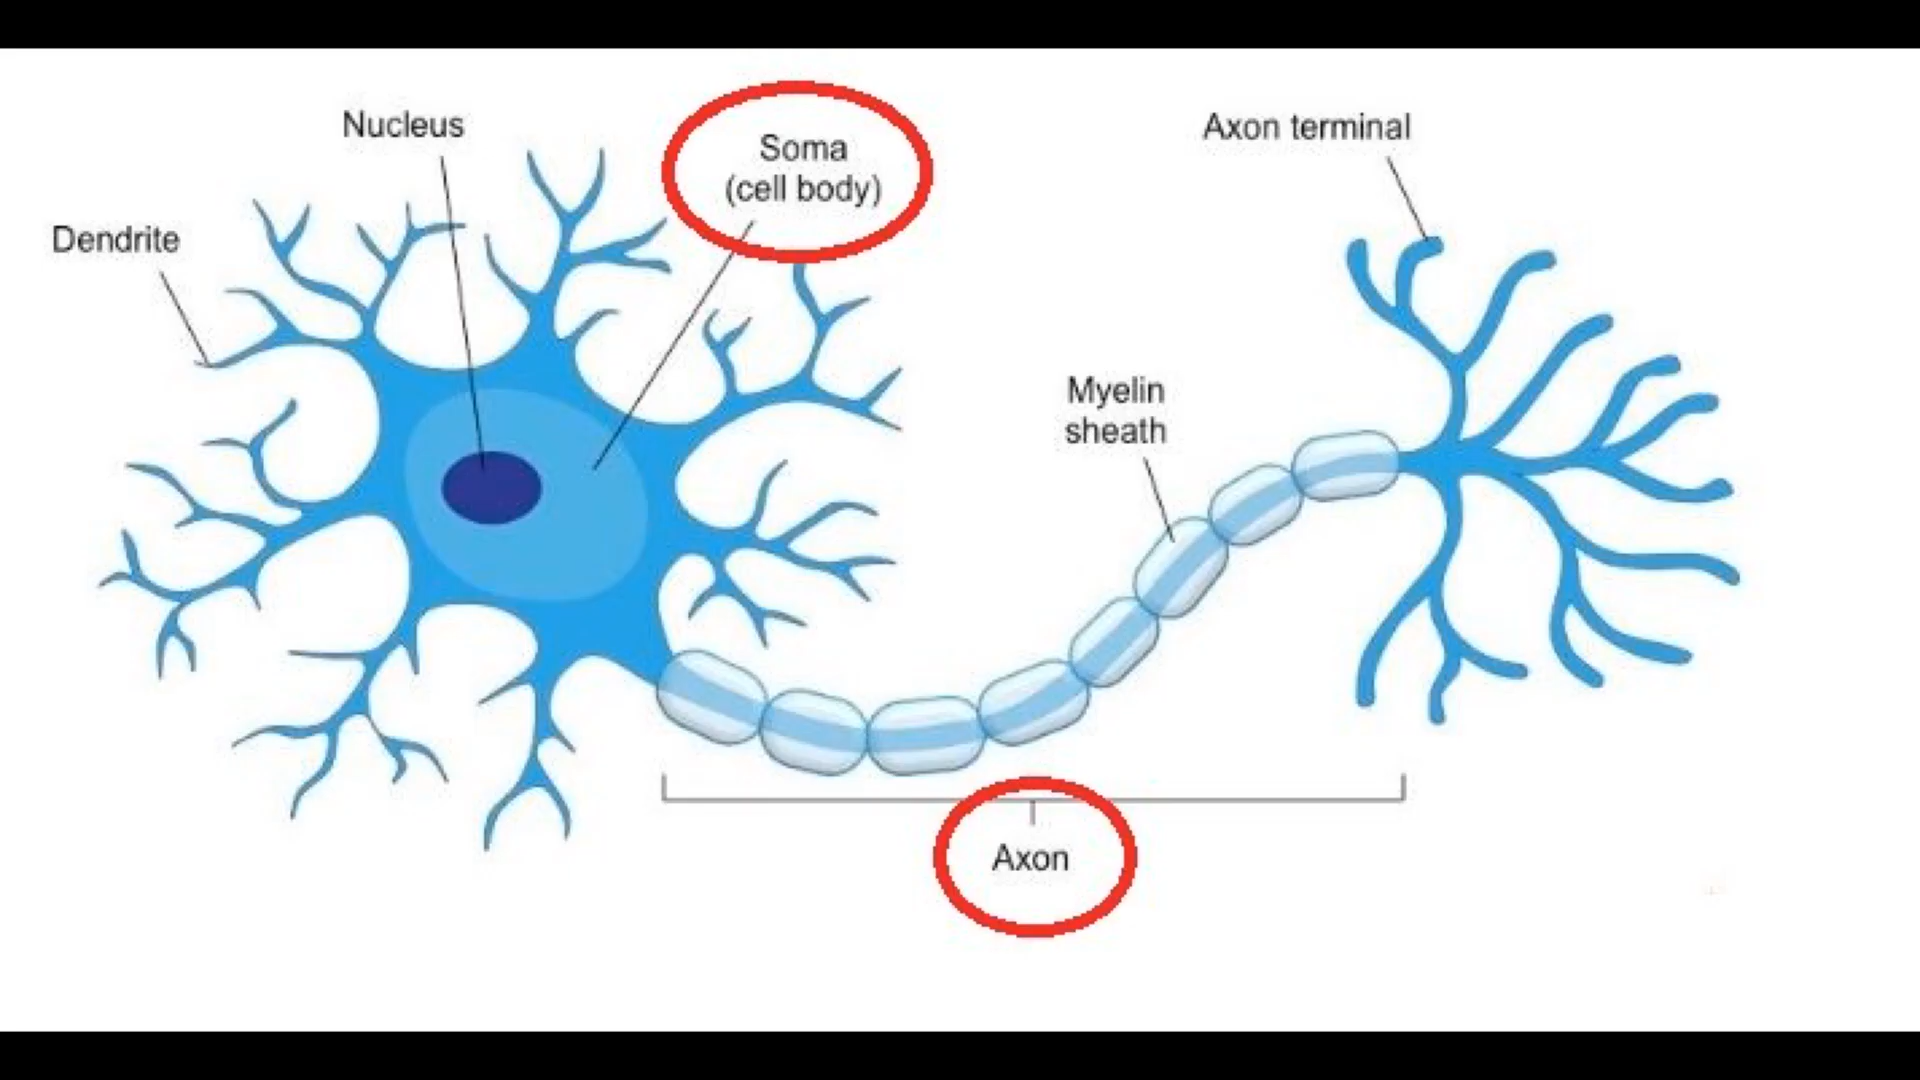 Nucleus
Soma
(cell body)
Axon terminal
Dendrite
Myelin
sheath
Axon